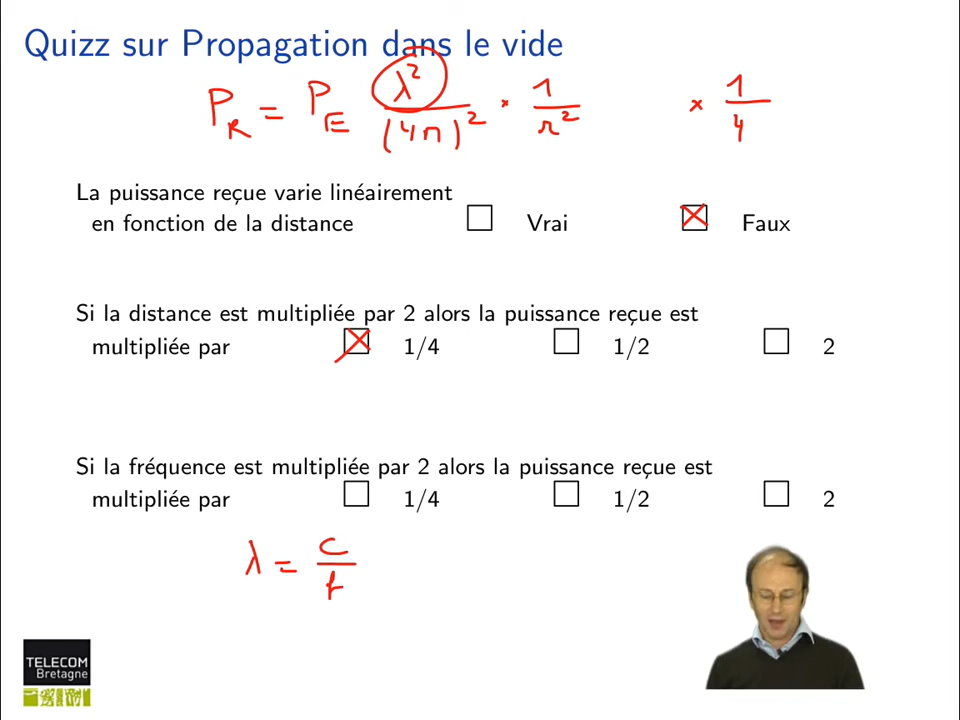 Quizz sur Propagation dans le vide
P_R = P_E λ²/(4π)² × 1/r² × 1/4
La puissance reçue varie linéairement
en fonction de la distance Vrai Faux
Si la distance est multipliée par 2 alors la puissance reçue est
multipliée par 1/4 1/2 2
Si la fréquence est multipliée par 2 alors la puissance reçue est
multipliée par 1/4 1/2 2
λ = c/f
TELECOM
Bretagne